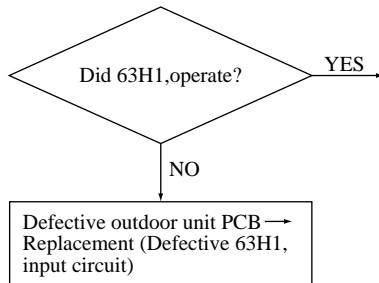 Did 63H1,operate?
YES
NO
Defective outdoor unit PCB →
Replacement (Defective 63H1,
input circuit)